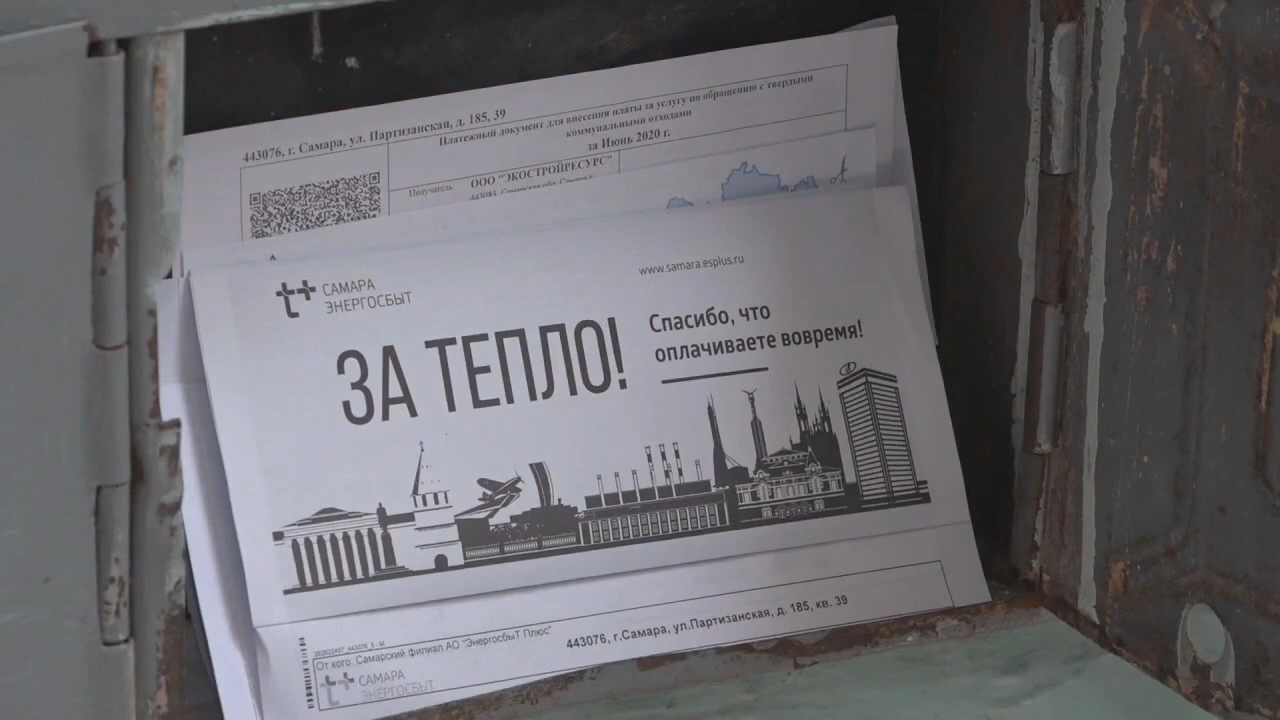 443076, г. Самара, ул. Партизанская, д. 185, 39
Платежный документ для внесения платы за услугу по обращению с твердыми
коммунальными отходами
за Июнь 2020 г.
Получатель ООО "ЭКОСТРОЙРЕСУРС"
САМАРА
ЭНЕРГОСБЫТ
www.samara.esplus.ru
ЗА ТЕПЛО!
Спасибо, что
оплачиваете вовремя!
От кого: Самарский филиал АО "ЭнергосбыТ Плюс"
443076, г.Самара, ул.Партизанская, д. 185, кв. 39
САМАРА
ЭНЕРГОСБЫТ